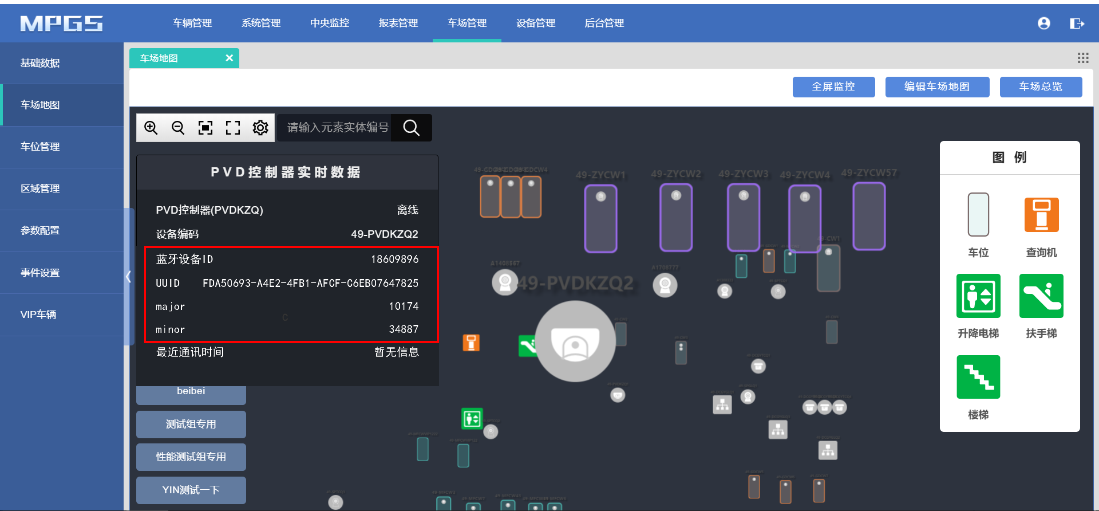 MPGS
车辆管理
系统管理
中央监控
报表管理
车场管理
设备管理
后台管理
基础数据
车场地图
车位管理
区域管理
参数配置
事件设置
VIP车辆
车场地图 ×
全屏监控
编辑车场地图
车场总览
请输入元素实体编号
PVD控制器实时数据
PVD控制器(PVDKZQ) 离线
设备编码 49-PVDKZQ2
蓝牙设备ID 18609896
UUID FDA50693-A4E2-4FB1-AFCF-06EB07647825
major 10174
minor 34887
最近通讯时间 暂无信息
beibei
测试组专用
性能测试组专用
YIN测试一下
49-ZYCW1
49-ZYCW2
49-ZYCW3
49-ZYCW4
49-ZYCW57
49-PVDKZQ2
图 例
车位
查询机
升降电梯
扶手梯
楼梯